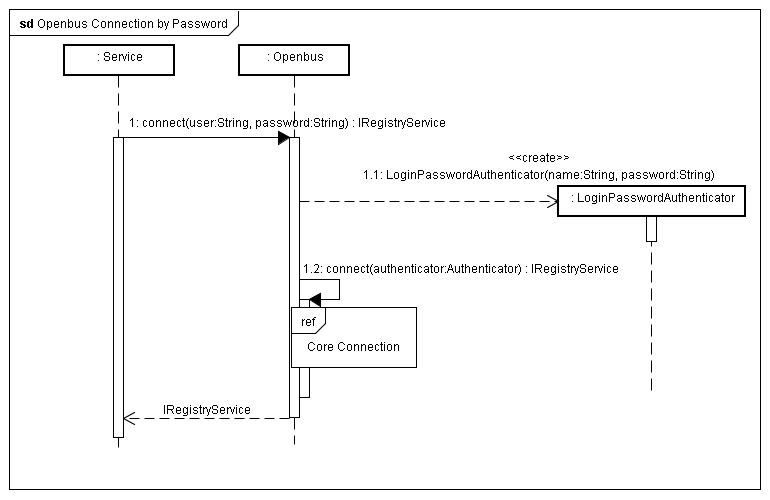 sd Openbus Connection by Password
: Service
: Openbus
1: connect(user:String, password:String) : IRegistryService
<<create>>
1.1: LoginPasswordAuthenticator(name:String, password:String)
: LoginPasswordAuthenticator
1.2: connect(authenticator:Authenticator) : IRegistryService
ref
Core Connection
IRegistryService